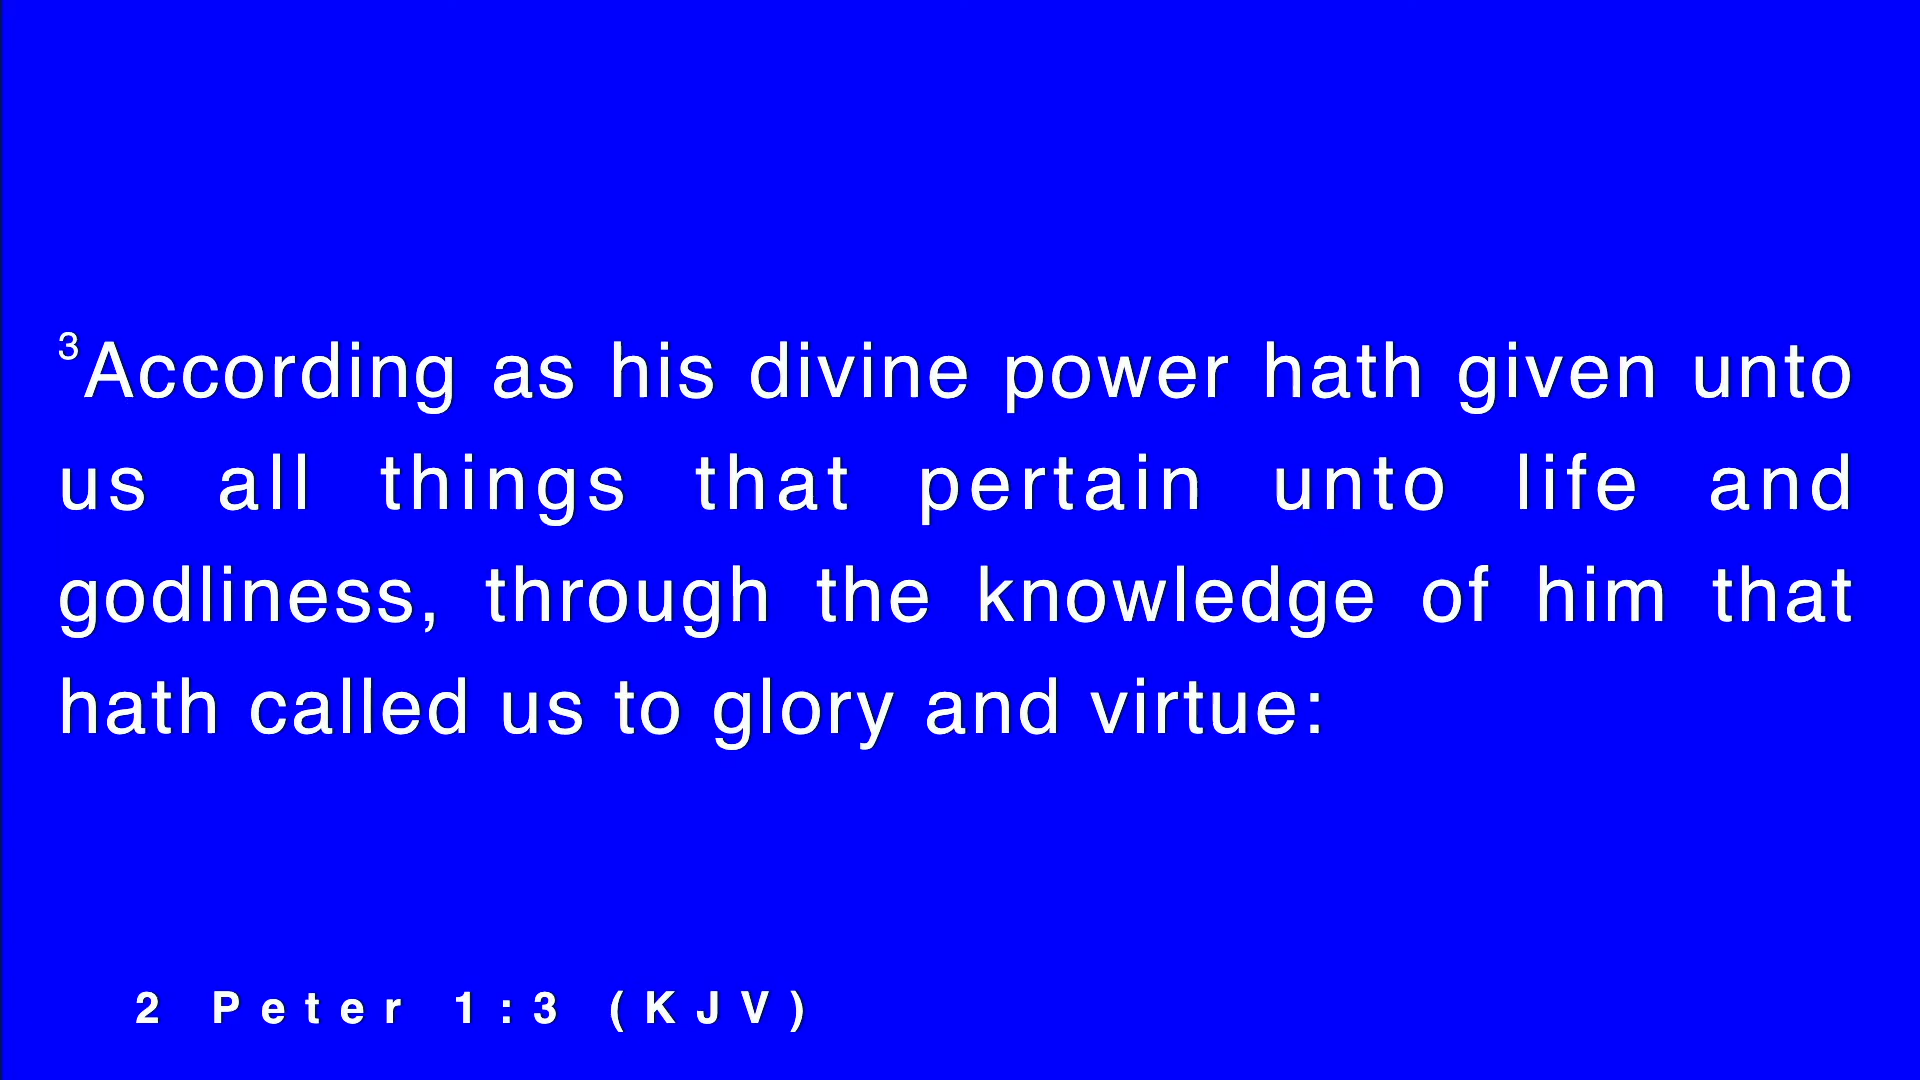 ³According as his divine power hath given unto
us all things that pertain unto life and
godliness, through the knowledge of him that
hath called us to glory and virtue:
2 Peter 1:3 (KJV)